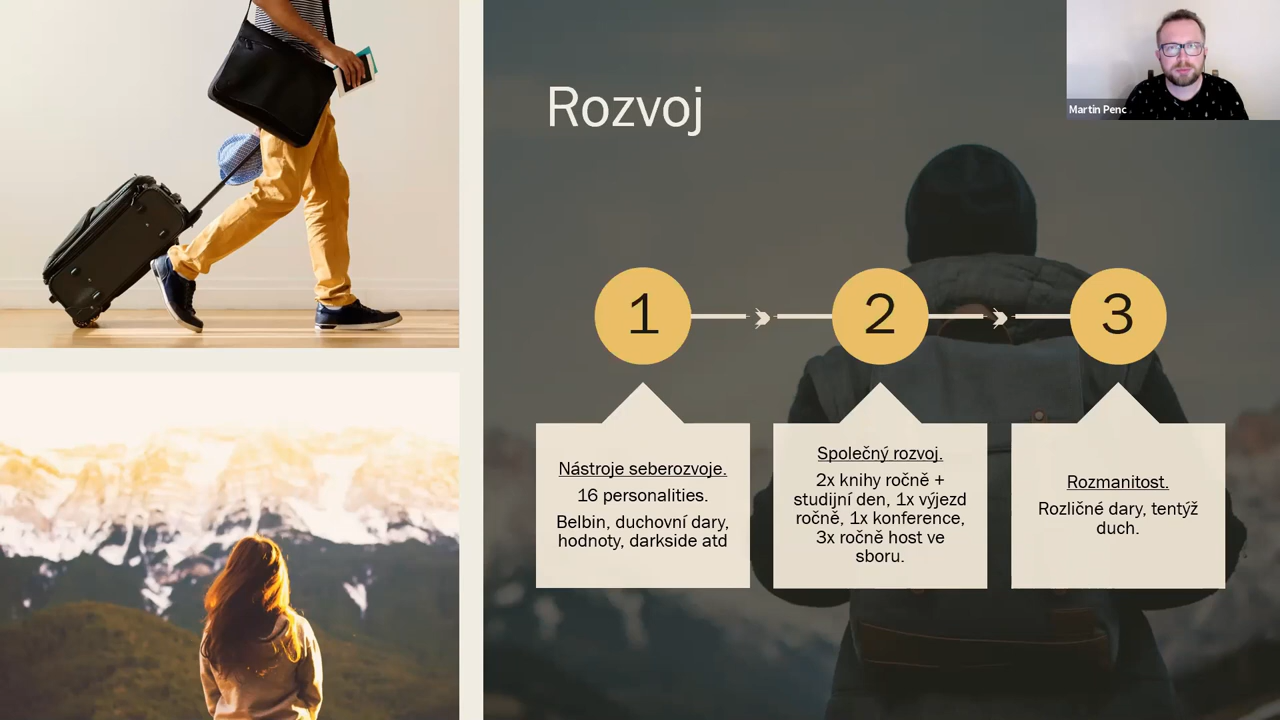 Rozvoj
Martin Penc
1
2
3
Nástroje seberozvoje.
16 personalities.
Belbin, duchovní dary,
hodnoty, darkside atd
Společný rozvoj.
2x knihy ročně +
studijní den, 1x výjezd
ročně, 1x konference,
3x ročně host ve
sboru.
Rozmanitost.
Rozličné dary, tentýž
duch.